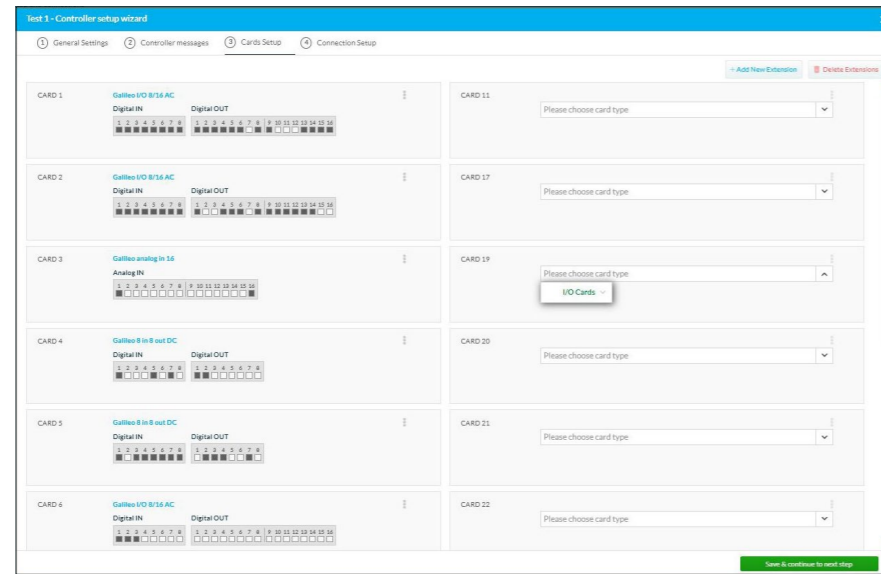 Test 1 - Controller setup wizard
1 General Settings 2 Controller messages 3 Cards Setup 4 Connection Setup
+ Add New Extension Delete Extensions
CARD 1 Galileo I/O 8/16 AC
Digital IN Digital OUT
1 2 3 4 5 6 7 8 1 2 3 4 5 6 7 8 9 10 11 12 13 14 15 16
CARD 11
Please choose card type
CARD 2 Galileo I/O 8/16 AC
Digital IN Digital OUT
1 2 3 4 5 6 7 8 1 2 3 4 5 6 7 8 9 10 11 12 13 14 15 16
CARD 17
Please choose card type
CARD 3 Galileo analog in 16
Analog IN
1 2 3 4 5 6 7 8 9 10 11 12 13 14 15 16
CARD 19
Please choose card type
I/O Cards
CARD 4 Galileo 8 in 8 out DC
Digital IN Digital OUT
1 2 3 4 5 6 7 8 1 2 3 4 5 6 7 8
CARD 20
Please choose card type
CARD 5 Galileo 8 in 8 out DC
Digital IN Digital OUT
1 2 3 4 5 6 7 8 1 2 3 4 5 6 7 8
CARD 21
Please choose card type
CARD 6 Galileo I/O 8/16 AC
Digital IN Digital OUT
1 2 3 4 5 6 7 8 1 2 3 4 5 6 7 8 9 10 11 12 13 14 15 16
CARD 22
Please choose card type
Save & continue to next step